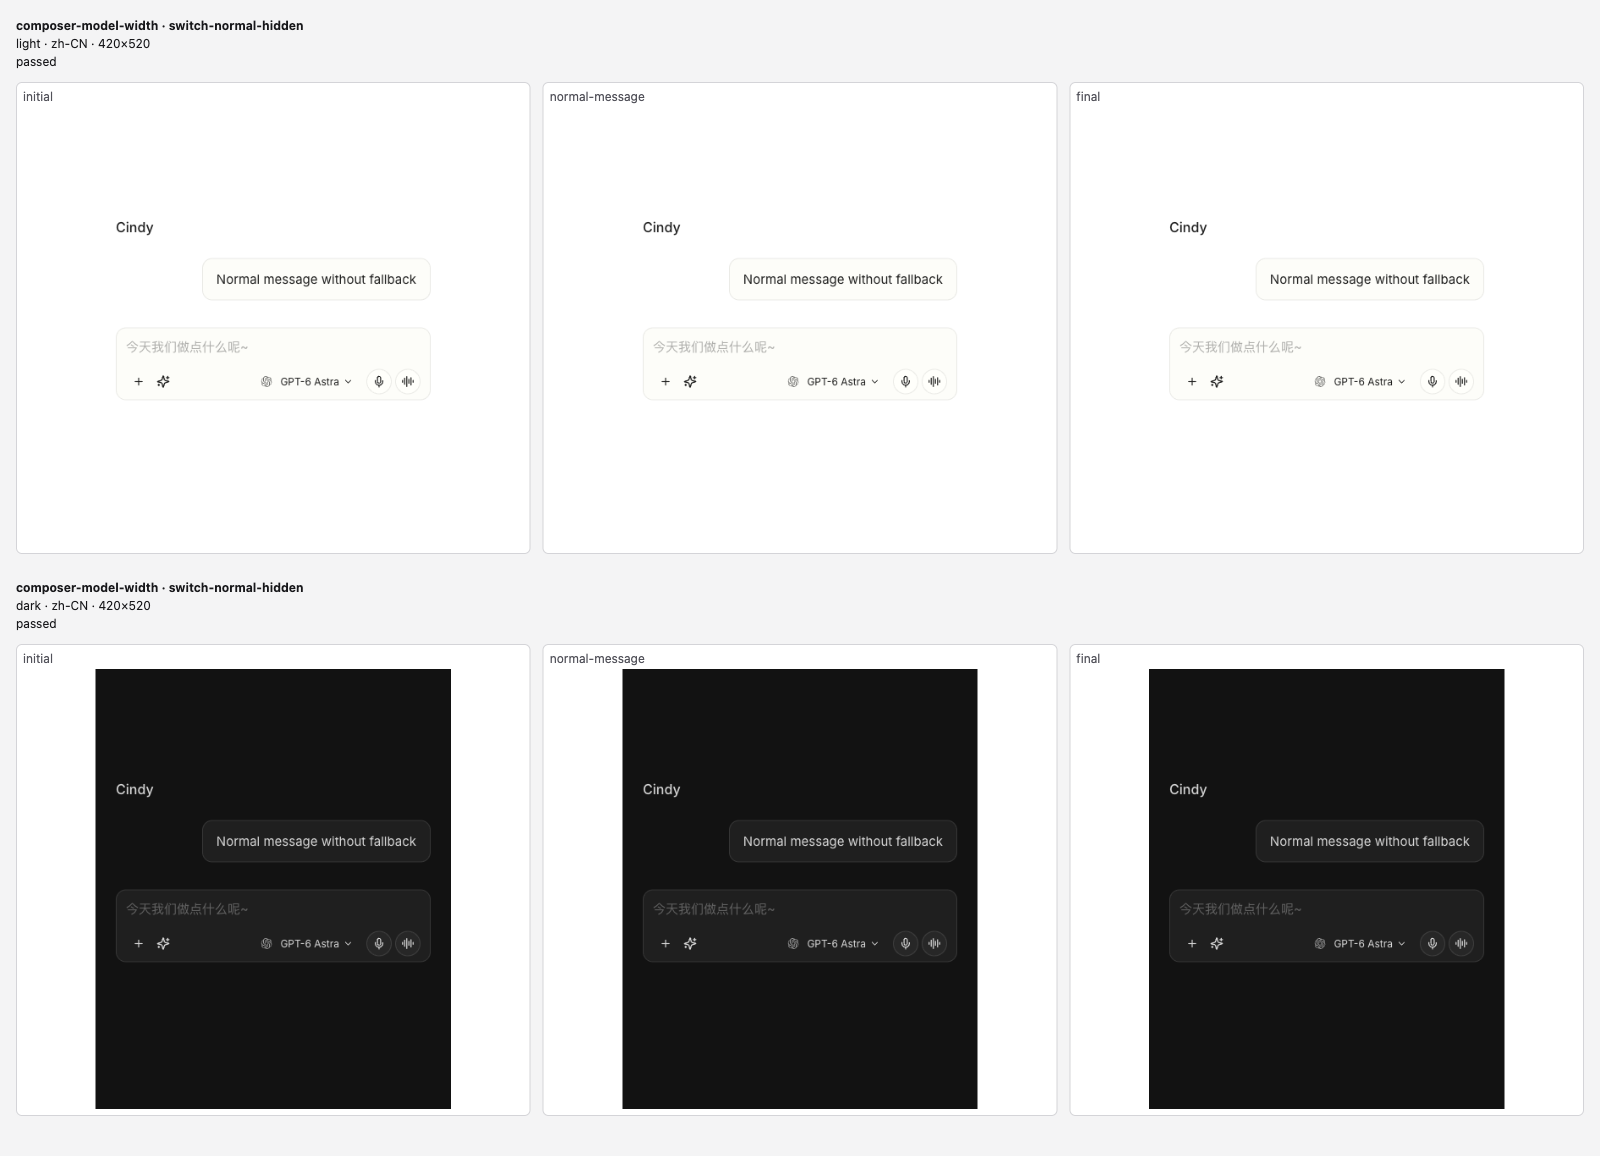 composer-model-width · switch-normal-hidden
light · zh-CN · 420×520
passed
initial
Cindy
Normal message without fallback
今天我们做点什么呢~
GPT-6 Astra
normal-message
Cindy
Normal message without fallback
今天我们做点什么呢~
GPT-6 Astra
final
Cindy
Normal message without fallback
今天我们做点什么呢~
GPT-6 Astra
composer-model-width · switch-normal-hidden
dark · zh-CN · 420×520
passed
initial
Cindy
Normal message without fallback
今天我们做点什么呢~
GPT-6 Astra
normal-message
Cindy
Normal message without fallback
今天我们做点什么呢~
GPT-6 Astra
final
Cindy
Normal message without fallback
今天我们做点什么呢~
GPT-6 Astra